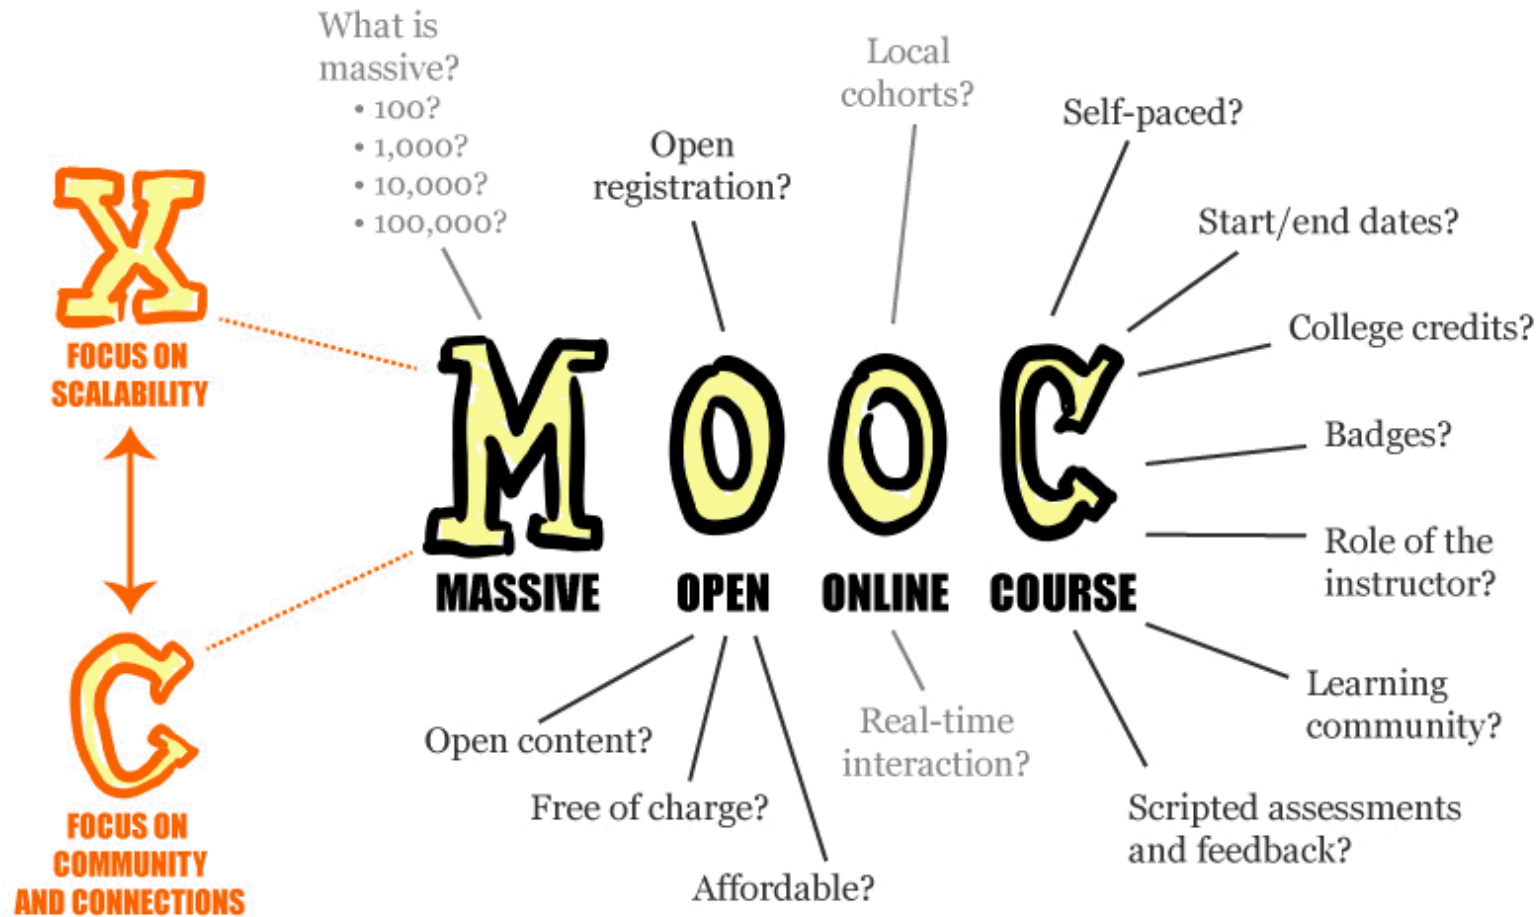 What is
massive?
• 100?
• 1,000?
• 10,000?
• 100,000?
Open
registration?
Local
cohorts?
Self-paced?
Start/end dates?
College credits?
Badges?
Role of the
instructor?
Learning
community?
Scripted assessments
and feedback?
X
FOCUS ON
SCALABILITY
C
FOCUS ON
COMMUNITY
AND CONNECTIONS
MOOC
MASSIVE OPEN ONLINE COURSE
Open content?
Free of charge?
Affordable?
Real-time
interaction?